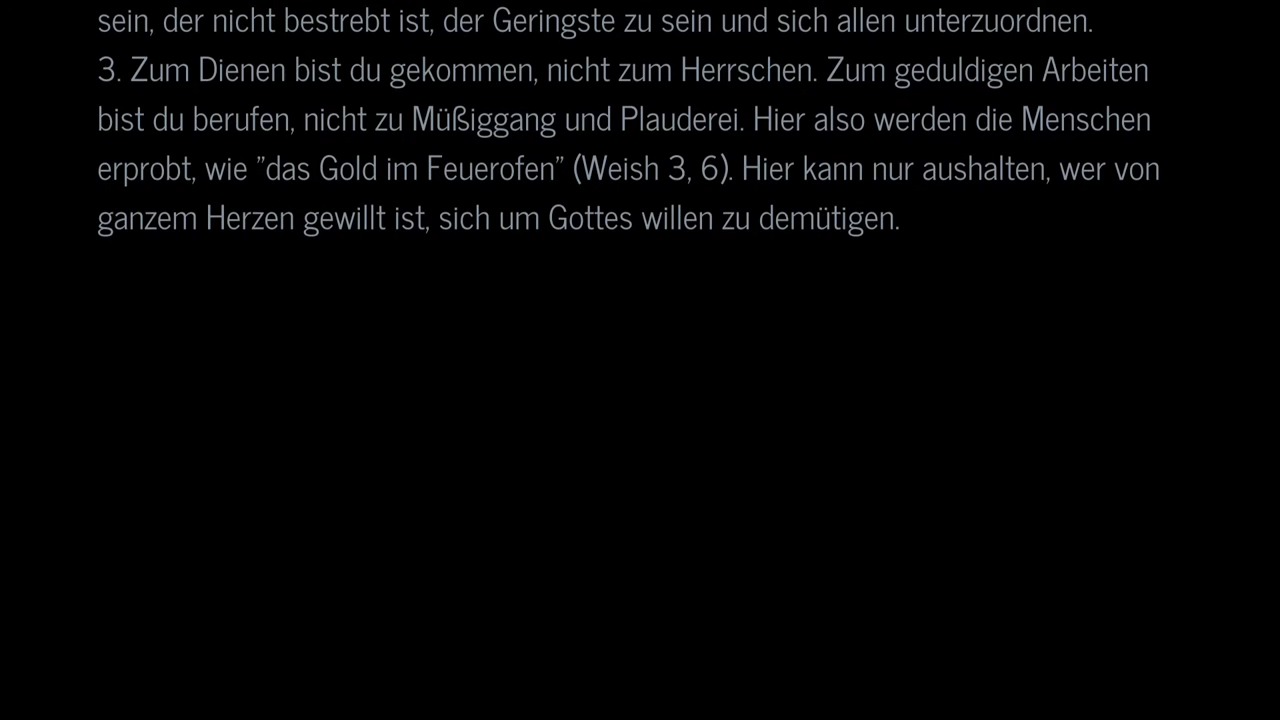 sein, der nicht bestrebt ist, der Geringste zu sein und sich allen unterzuordnen.
3. Zum Dienen bist du gekommen, nicht zum Herrschen. Zum geduldigen Arbeiten
bist du berufen, nicht zu Müßiggang und Plauderei. Hier also werden die Menschen
erprobt, wie ”das Gold im Feuerofen” (Weish 3, 6). Hier kann nur aushalten, wer von
ganzem Herzen gewillt ist, sich um Gottes willen zu demütigen.